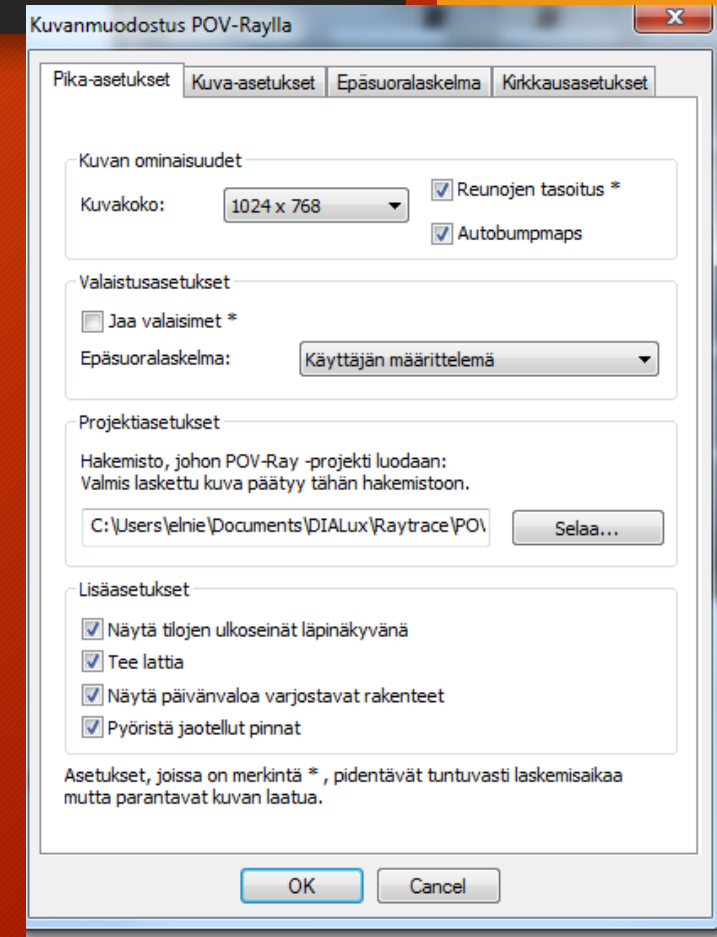 Kuvanmuodostus POV-Raylla
Pika-asetukset
Kuva-asetukset
Epäsuoralaskelma
Kirkkausasetukset
Kuvan ominaisuudet
Kuvakoko:
1024 x 768
Reunojen tasoitus *
Autobumpmaps
Valaistusasetukset
Jaa valaisimet *
Epäsuoralaskelma:
Käyttäjän määrittelemä
Projektiasetukset
Hakemisto, johon POV-Ray -projekti luodaan:
Valmis laskettu kuva päätyy tähän hakemistoon.
C:\Users\elnie\Documents\DIALux\Raytrace\POV
Selaa...
Lisäasetukset
Näytä tilojen ulkoseinät läpinäkyvänä
Tee lattia
Näytä päivänvaloa varjostavat rakenteet
Pyöristä jaotellut pinnat
Asetukset, joissa on merkintä * , pidentävät tuntuvasti laskemisaikaa
mutta parantavat kuvan laatua.
OK
Cancel